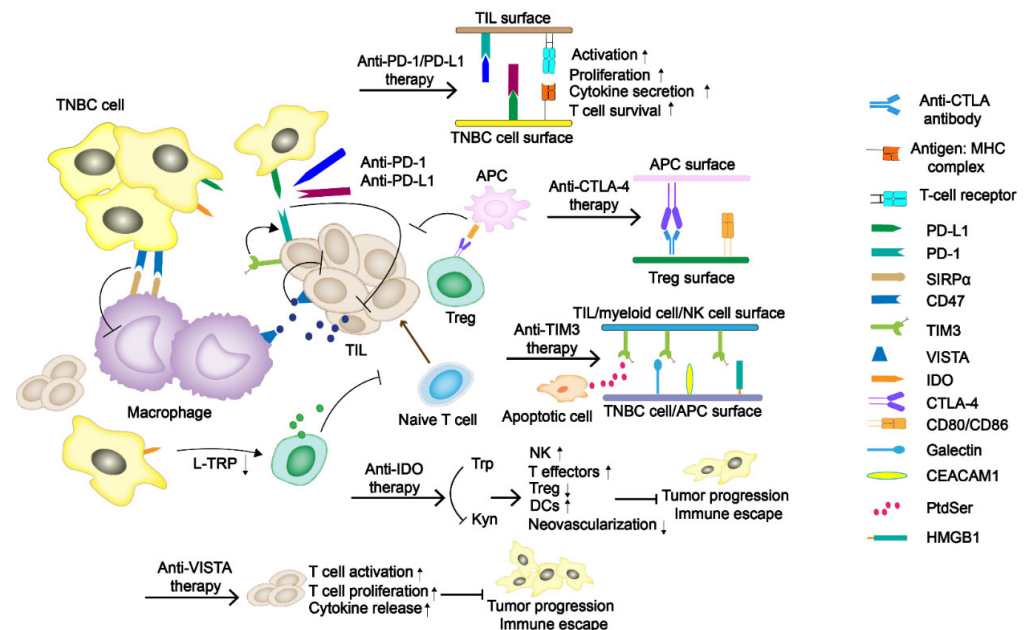 TIL surface
Anti-PD-1/PD-L1
therapy
Activation ↑
Proliferation ↑
Cytokine secretion ↑
T cell survival ↑
TNBC cell surface
TNBC cell
Anti-PD-1
Anti-PD-L1
APC
Anti-CTLA-4
therapy
APC surface
Treg surface
Treg
TIL
Macrophage
Naive T cell
Anti-TIM3
therapy
TIL/myeloid cell/NK cell surface
Apoptotic cell
TNBC cell/APC surface
L-TRP ↓
Anti-IDO
therapy
Trp
Kyn
NK ↑
T effectors ↑
Treg ↓
DCs ↑
Neovascularization ↓
Tumor progression
Immune escape
Anti-VISTA
therapy
T cell activation ↑
T cell proliferation ↑
Cytokine release ↑
Tumor progression
Immune escape
Anti-CTLA
antibody
Antigen: MHC
complex
T-cell receptor
PD-L1
PD-1
SIRPα
CD47
TIM3
VISTA
IDO
CTLA-4
CD80/CD86
Galectin
CEACAM1
PtdSer
HMGB1